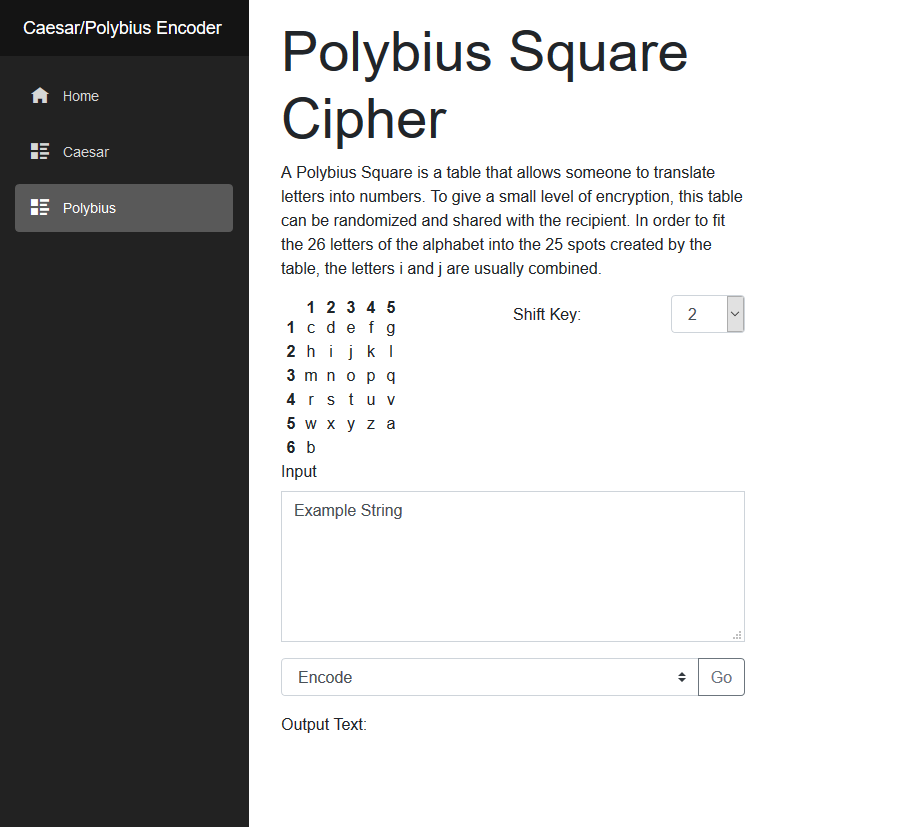 Caesar/Polybius Encoder
Home
Caesar
Polybius
Polybius Square
Cipher
A Polybius Square is a table that allows someone to translate
letters into numbers. To give a small level of encryption, this table
can be randomized and shared with the recipient. In order to fit
the 26 letters of the alphabet into the 25 spots created by the
table, the letters i and j are usually combined.
1 2 3 4 5
1 c d e f g
2 h i j k l
3 m n o p q
4 r s t u v
5 w x y z a
6 b
Shift Key: 2
Input
Example String
Encode Go
Output Text: